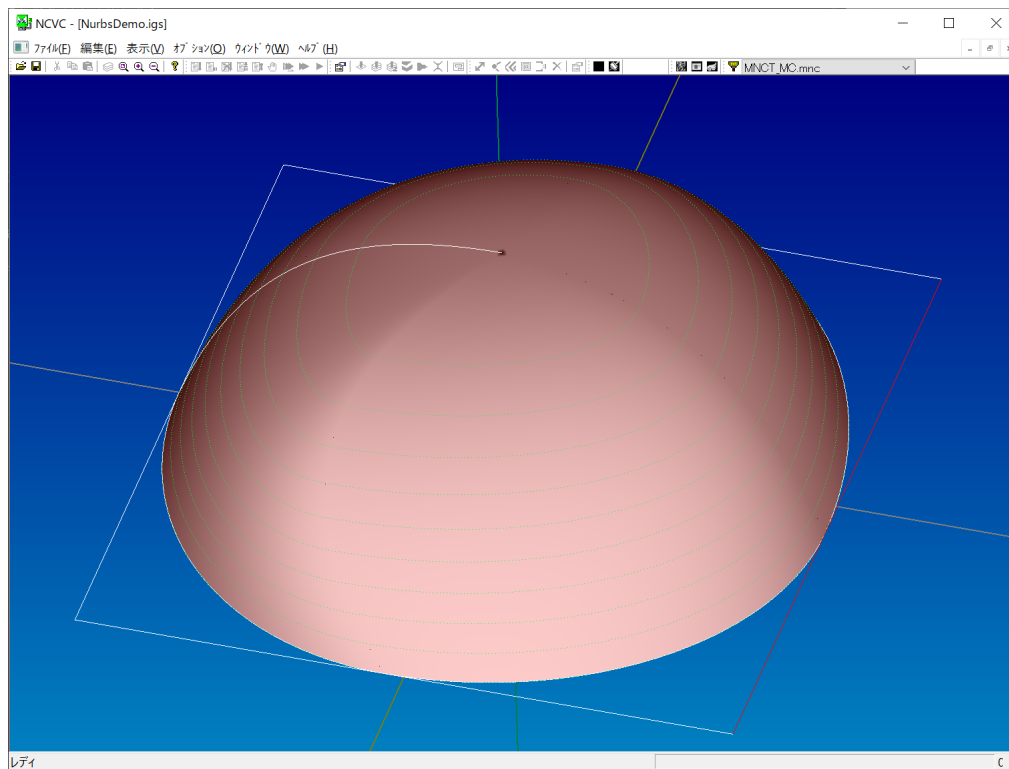 NCVC - [NurbsDemo.igs]
ファイル(F) 編集(E) 表示(V) オプション(O) ウィンドウ(W) ヘルプ(H)
MNCT_MC.mnc
レディ